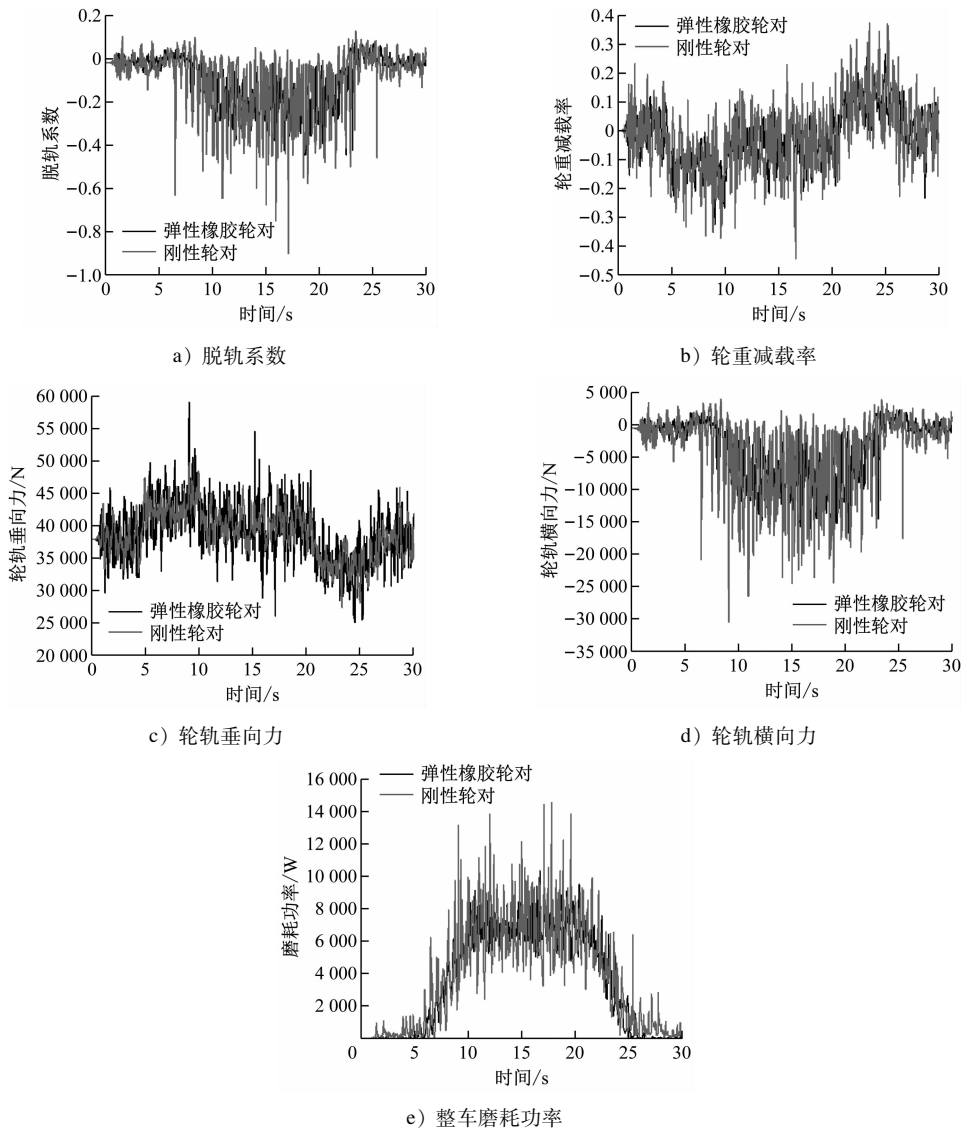 0.2
0
−0.2
−0.4
−0.6
−0.8
−1.0
脱轨系数
弹性橡胶轮对
刚性轮对
0 5 10 15 20 25 30
时间/s
a）脱轨系数
0.4
0.3
0.2
0.1
0
−0.1
−0.2
−0.3
−0.4
−0.5
轮重减载率
弹性橡胶轮对
刚性轮对
0 5 10 15 20 25 30
时间/s
b）轮重减载率
60 000
55 000
50 000
45 000
40 000
35 000
30 000
25 000
20 000
轮轨垂向力/N
弹性橡胶轮对
刚性轮对
0 5 10 15 20 25 30
时间/s
c）轮轨垂向力
5 000
0
−5 000
−10 000
−15 000
−20 000
−25 000
−30 000
−35 000
轮轨横向力/N
弹性橡胶轮对
刚性轮对
0 5 10 15 20 25 30
时间/s
d）轮轨横向力
16 000
14 000
12 000
10 000
8 000
6 000
4 000
2 000
磨耗功率/W
弹性橡胶轮对
刚性轮对
0 5 10 15 20 25 30
时间/s
e）整车磨耗功率